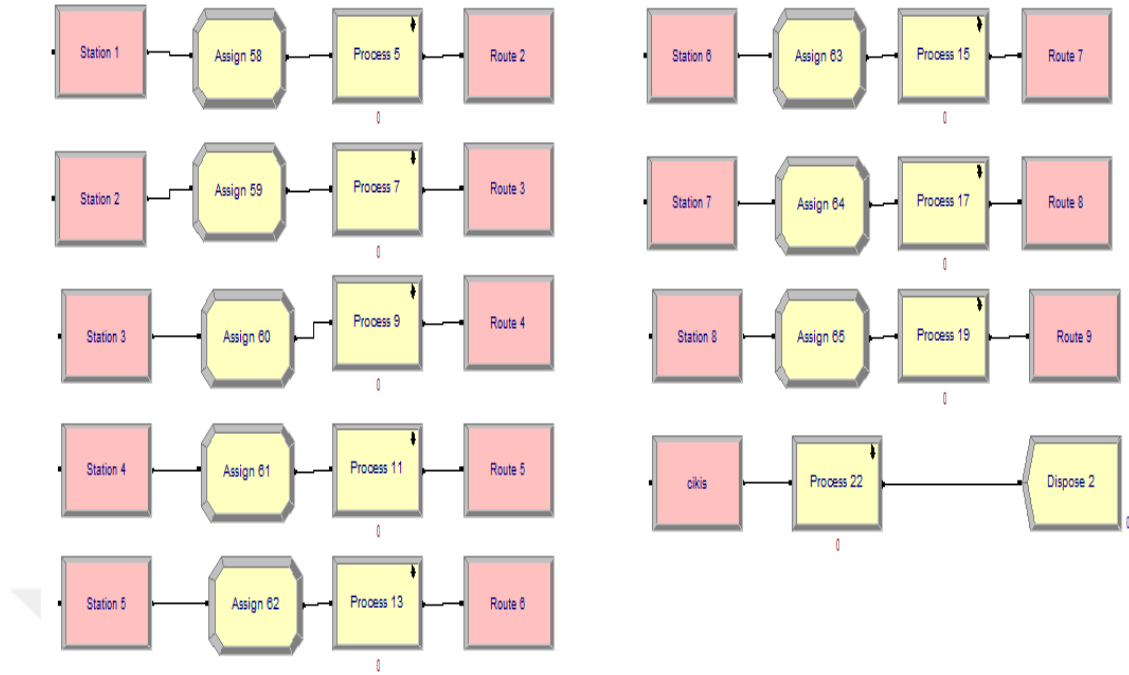 Station 1
Assign 58
Process 5
Route 2
0
Station 2
Assign 59
Process 7
Route 3
0
Station 3
Assign 60
Process 9
Route 4
0
Station 4
Assign 61
Process 11
Route 5
0
Station 5
Assign 62
Process 13
Route 6
0
Station 6
Assign 63
Process 15
Route 7
0
Station 7
Assign 64
Process 17
Route 8
0
Station 8
Assign 65
Process 19
Route 9
0
cikis
Process 22
Dispose 2
0
0